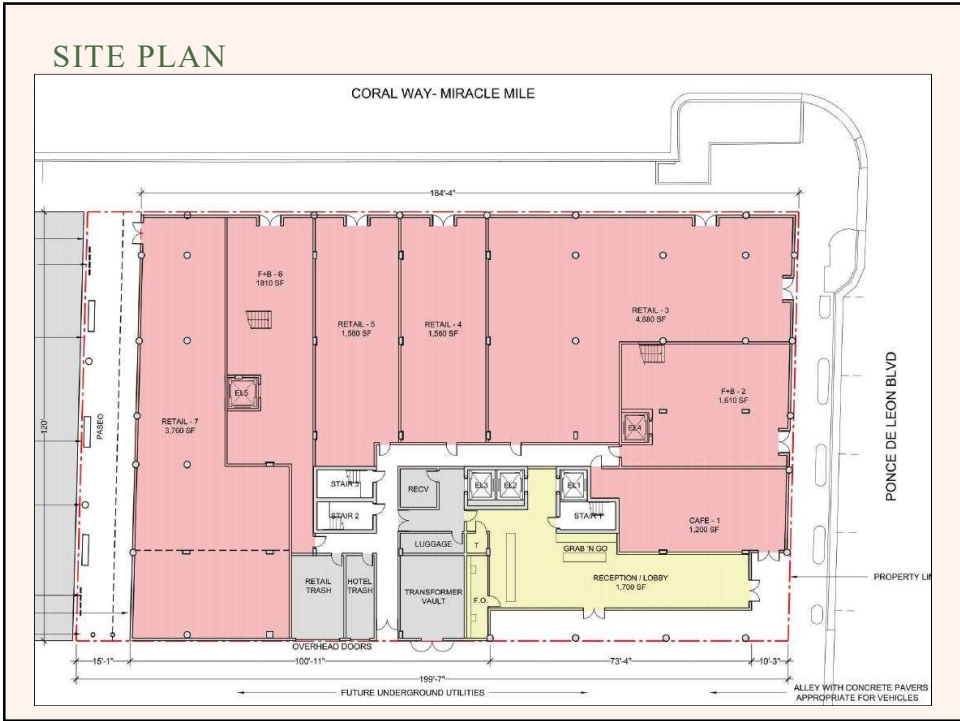 SITE PLAN
CORAL WAY- MIRACLE MILE
184'-4"
F+B - 6
1810 SF
RETAIL - 5
1,580 SF
RETAIL - 4
1,560 SF
RETAIL - 3
4,680 SF
F+B - 2
1,610 SF
EL5
EL4
RETAIL - 7
3,760 SF
PASEO
120'
PONCE DE LEON BLVD
STAIR 3
RECV
EL3
EL2
EL1
STAIR 2
STAIR 1
CAFE - 1
1,200 SF
LUGGAGE
T
GRAB 'N GO
RETAIL
TRASH
HOTEL
TRASH
TRANSFORMER
VAULT
F.O.
RECEPTION / LOBBY
1,700 SF
PROPERTY LI
OVERHEAD DOORS
15'-1"
100'-11"
73'-4"
10'-3"
199'-7"
FUTURE UNDERGROUND UTILITIES
ALLEY WITH CONCRETE PAVERS
APPROPRIATE FOR VEHICLES